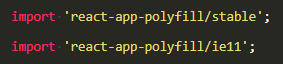 import 'react-app-polyfill/stable';
import 'react-app-polyfill/ie11';